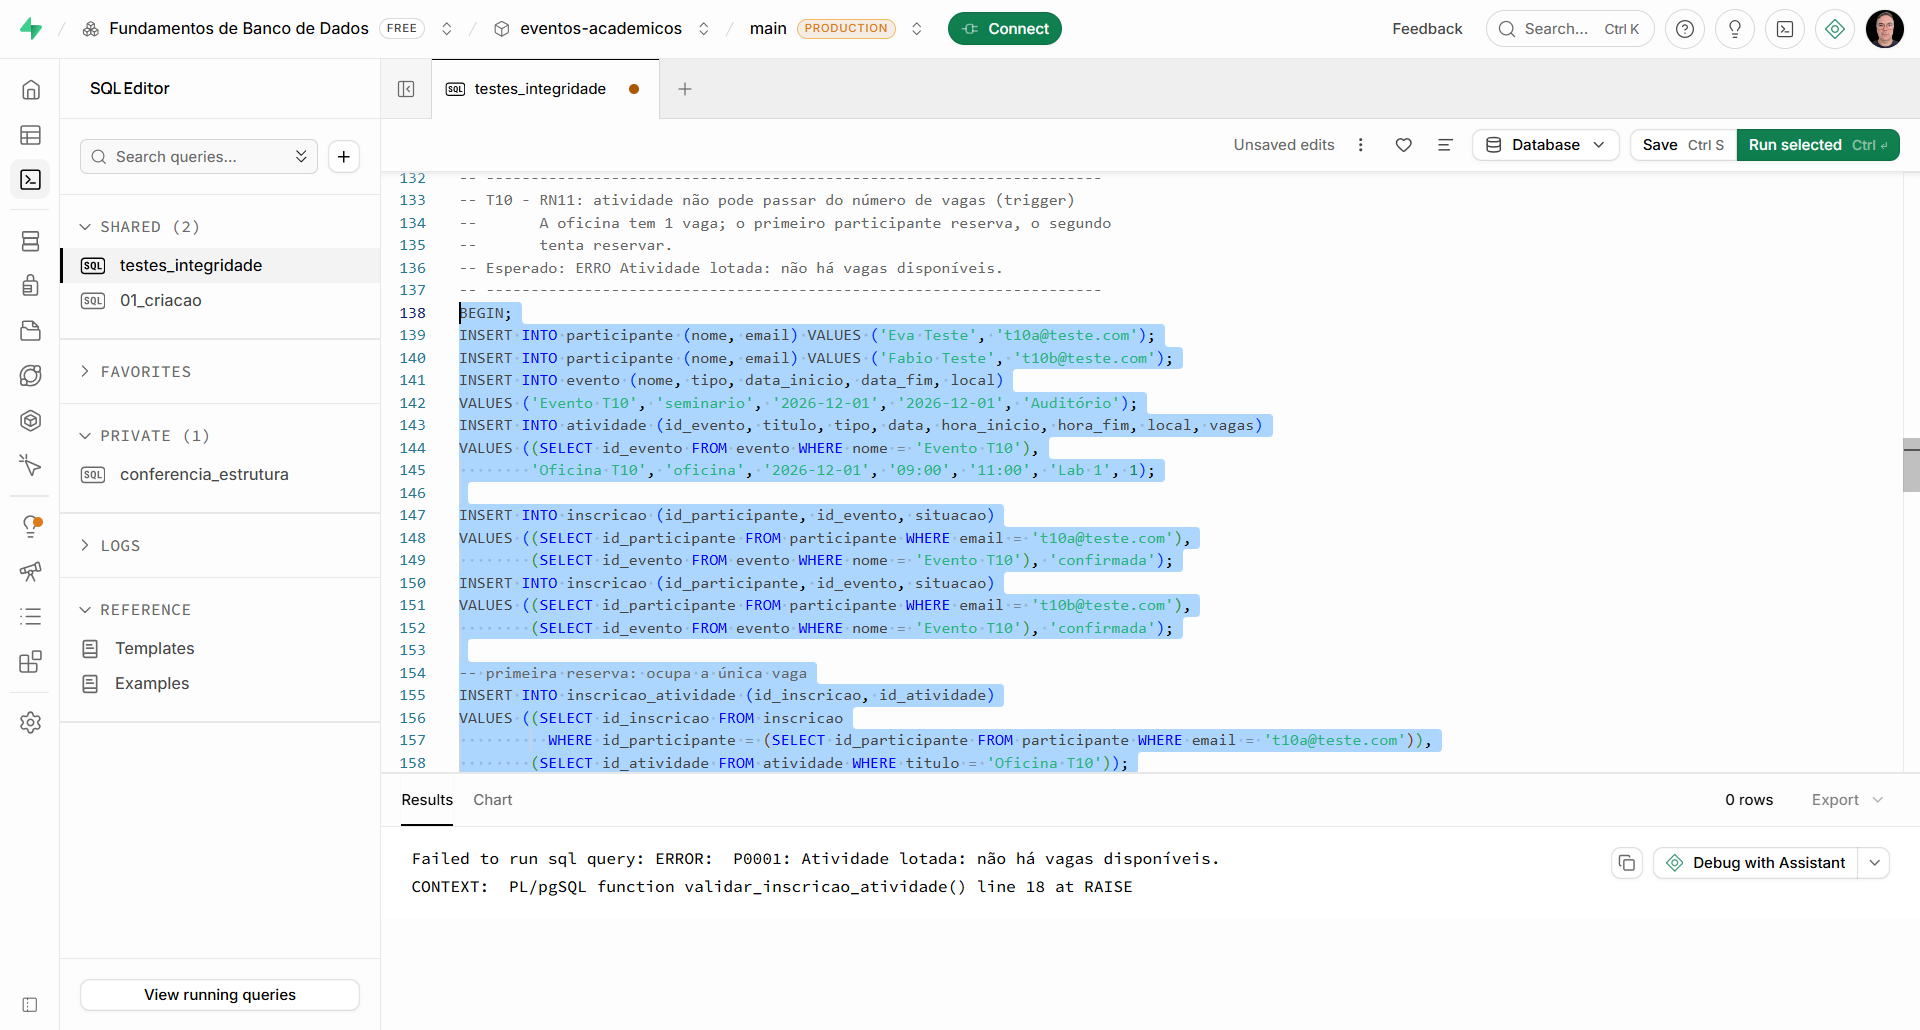 Fundamentos de Banco de Dados FREE
eventos-academicos
main PRODUCTION
Connect
Feedback
Search... Ctrl K
SQL Editor
SQL testes_integridade
Search queries...
Unsaved edits
Database
Save Ctrl S
Run selected Ctrl ↵
SHARED (2)
SQL testes_integridade
SQL 01_criacao
FAVORITES
PRIVATE (1)
SQL conferencia_estrutura
LOGS
REFERENCE
Templates
Examples
View running queries
132 -- ---------------------------------------------------------------------
133 -- T10 - RN11: atividade não pode passar do número de vagas (trigger)
134 --       A oficina tem 1 vaga; o primeiro participante reserva, o segundo
135 --       tenta reservar.
136 -- Esperado: ERRO Atividade lotada: não há vagas disponíveis.
137 -- ---------------------------------------------------------------------
138 BEGIN;
139 INSERT INTO participante (nome, email) VALUES ('Eva Teste', 't10a@teste.com');
140 INSERT INTO participante (nome, email) VALUES ('Fabio Teste', 't10b@teste.com');
141 INSERT INTO evento (nome, tipo, data_inicio, data_fim, local)
142 VALUES ('Evento T10', 'seminario', '2026-12-01', '2026-12-01', 'Auditório');
143 INSERT INTO atividade (id_evento, titulo, tipo, data, hora_inicio, hora_fim, local, vagas)
144 VALUES ((SELECT id_evento FROM evento WHERE nome = 'Evento T10'),
145         'Oficina T10', 'oficina', '2026-12-01', '09:00', '11:00', 'Lab 1', 1);
146
147 INSERT INTO inscricao (id_participante, id_evento, situacao)
148 VALUES ((SELECT id_participante FROM participante WHERE email = 't10a@teste.com'),
149         (SELECT id_evento FROM evento WHERE nome = 'Evento T10'), 'confirmada');
150 INSERT INTO inscricao (id_participante, id_evento, situacao)
151 VALUES ((SELECT id_participante FROM participante WHERE email = 't10b@teste.com'),
152         (SELECT id_evento FROM evento WHERE nome = 'Evento T10'), 'confirmada');
153
154 -- primeira reserva: ocupa a única vaga
155 INSERT INTO inscricao_atividade (id_inscricao, id_atividade)
156 VALUES ((SELECT id_inscricao FROM inscricao
157           WHERE id_participante = (SELECT id_participante FROM participante WHERE email = 't10a@teste.com')),
158         (SELECT id_atividade FROM atividade WHERE titulo = 'Oficina T10'));
Results Chart
0 rows
Export
Failed to run sql query: ERROR:  P0001: Atividade lotada: não há vagas disponíveis.
CONTEXT:  PL/pgSQL function validar_inscricao_atividade() line 18 at RAISE
Debug with Assistant